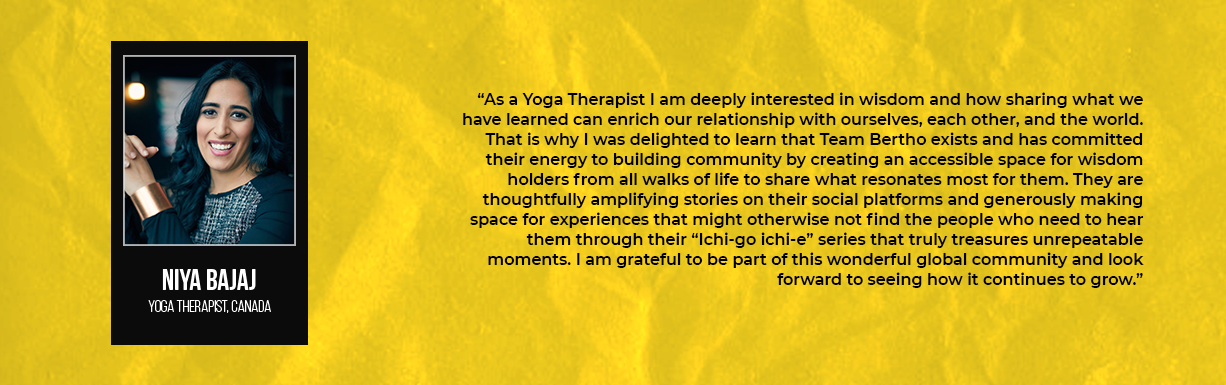 NIYA BAJAJ
YOGA THERAPIST, CANADA
“As a Yoga Therapist I am deeply interested in wisdom and how sharing what we
have learned can enrich our relationship with ourselves, each other, and the world.
That is why I was delighted to learn that Team Bertho exists and has committed
their energy to building community by creating an accessible space for wisdom
holders from all walks of life to share what resonates most for them. They are
thoughtfully amplifying stories on their social platforms and generously making
space for experiences that might otherwise not find the people who need to hear
them through their “Ichi-go ichi-e” series that truly treasures unrepeatable
moments. I am grateful to be part of this wonderful global community and look
forward to seeing how it continues to grow.”